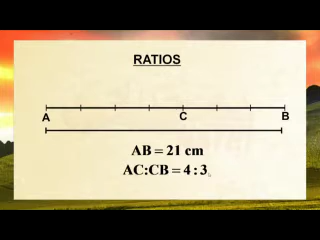 RATIOS
A C B
AB = 21 cm
AC:CB = 4 : 3